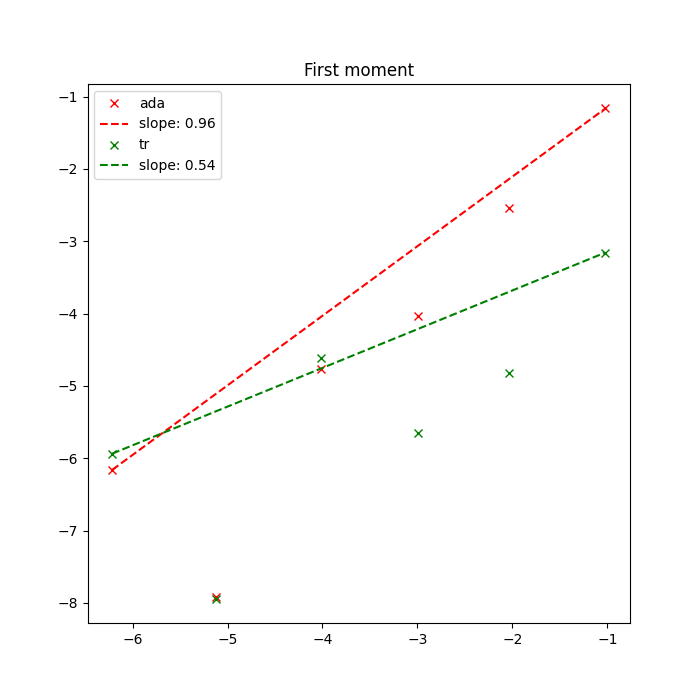 First moment
ada
slope: 0.96
tr
slope: 0.54
−1
−2
−3
−4
−5
−6
−7
−8
−6 −5 −4 −3 −2 −1